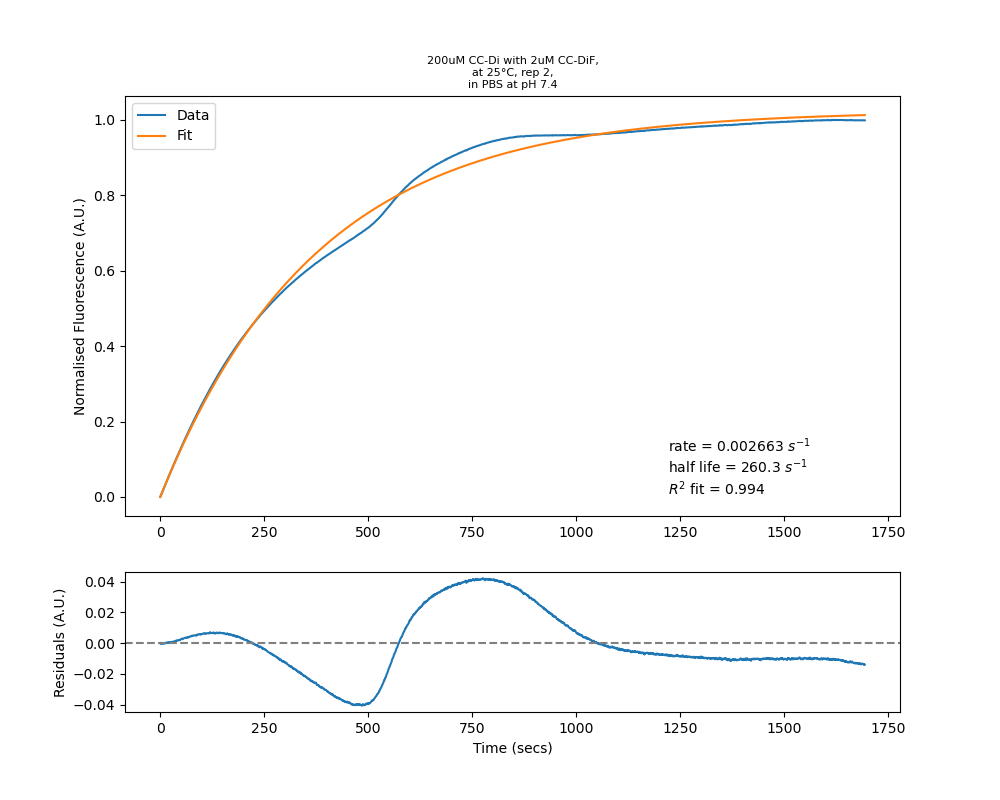 200uM CC-Di with 2uM CC-DiF,
at 25°C, rep 2,
in PBS at pH 7.4
Data
Fit
Normalised Fluorescence (A.U.)
1.0
0.8
0.6
0.4
0.2
0.0
rate = 0.002663 s⁻¹
half life = 260.3 s⁻¹
R² fit = 0.994
0 250 500 750 1000 1250 1500 1750
Residuals (A.U.)
0.04
0.02
0.00
−0.02
−0.04
0 250 500 750 1000 1250 1500 1750
Time (secs)